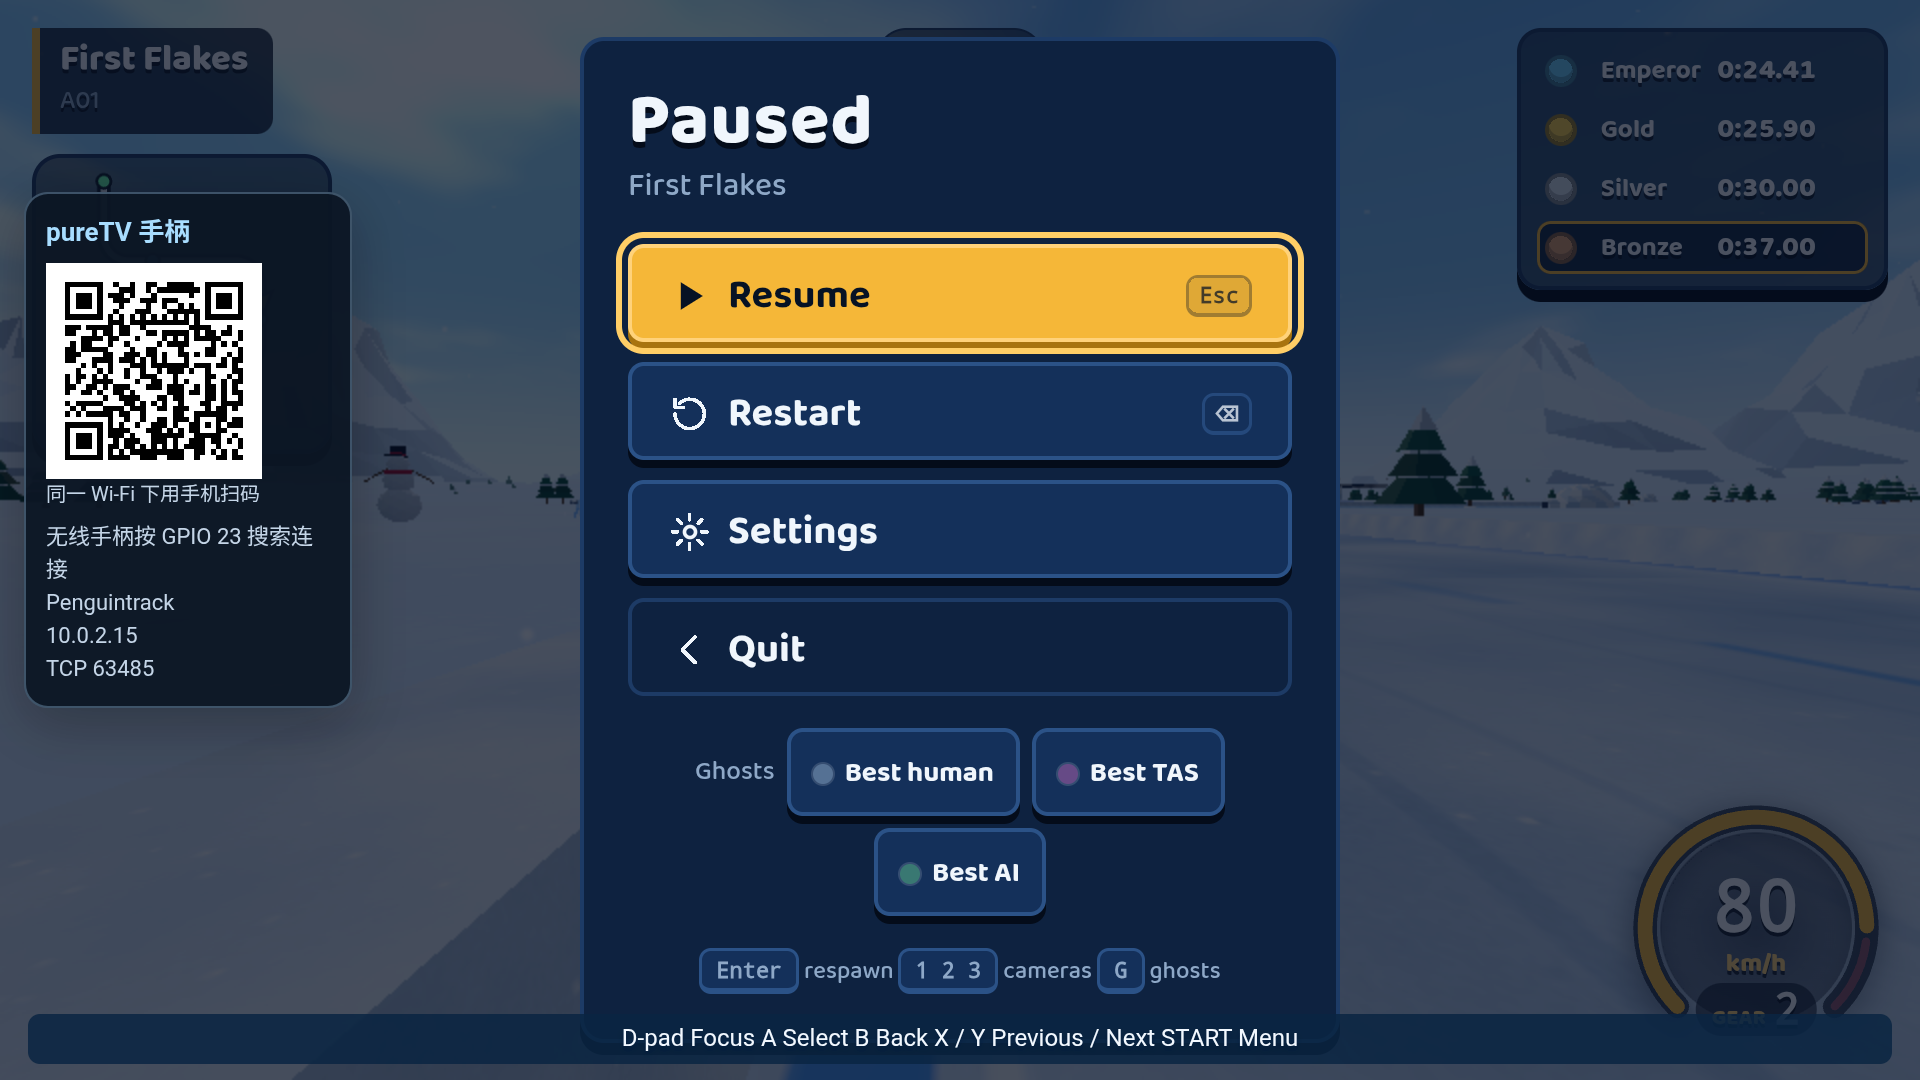 First Flakes
A01
pureTV 手柄
同一 Wi-Fi 下用手机扫码
无线手柄按 GPIO 23 搜索连
接
Penguintrack
10.0.2.15
TCP 63485
Paused
First Flakes
Resume Esc
Restart
Settings
Quit
Ghosts Best human Best TAS
Best AI
Enter respawn 1 2 3 cameras G ghosts
D-pad Focus A Select B Back X / Y Previous / Next START Menu
Emperor 0:24.41
Gold 0:25.90
Silver 0:30.00
Bronze 0:37.00
80
km/h
GEAR 2